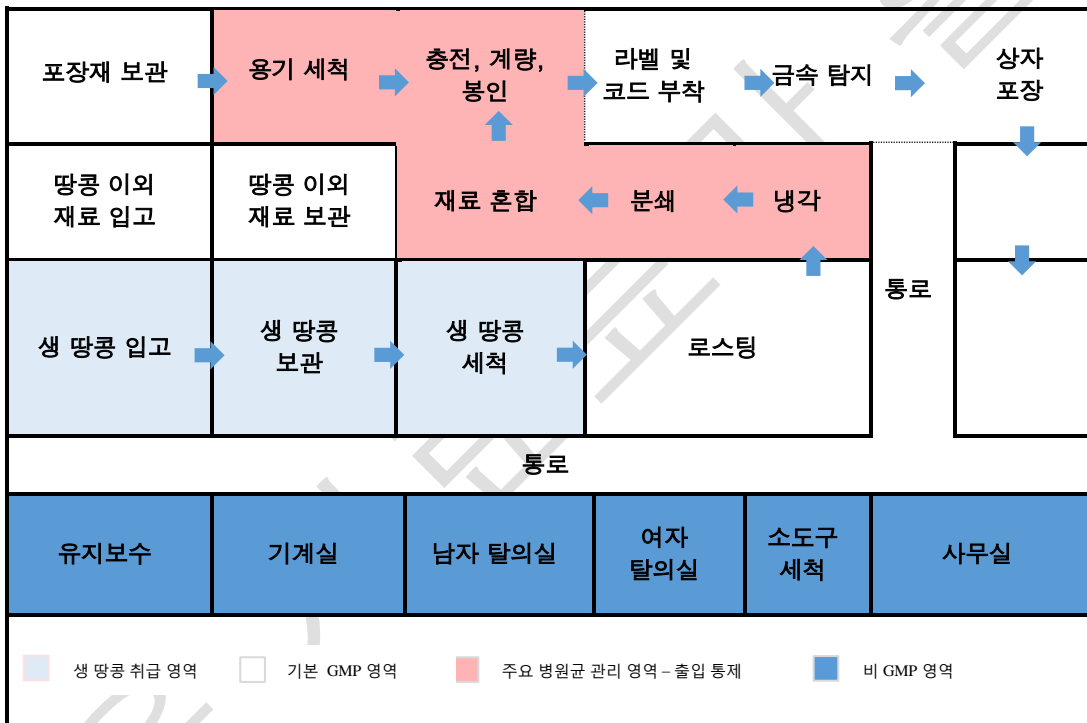 포장재 보관
용기 세척
충전, 계량,
봉인
라벨 및
코드 부착
금속 탐지
상자
포장
땅콩 이외
재료 입고
땅콩 이외
재료 보관
재료 혼합
분쇄
냉각
통로
생 땅콩 입고
생 땅콩
보관
생 땅콩
세척
로스팅
통로
유지보수
기계실
남자 탈의실
여자
탈의실
소도구
세척
사무실
생 땅콩 취급 영역
기본 GMP 영역
주요 병원균 관리 영역 – 출입 통제
비 GMP 영역